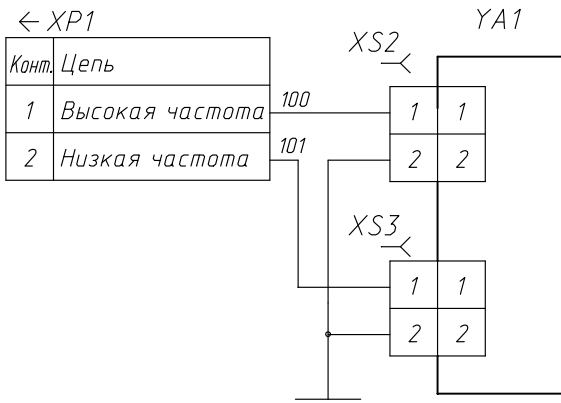 ← XP1
YA1
XS2
Конт. Цепь
1 Высокая частота 100 1 1
2 Низкая частота 101 2 2
XS3
1 1
2 2